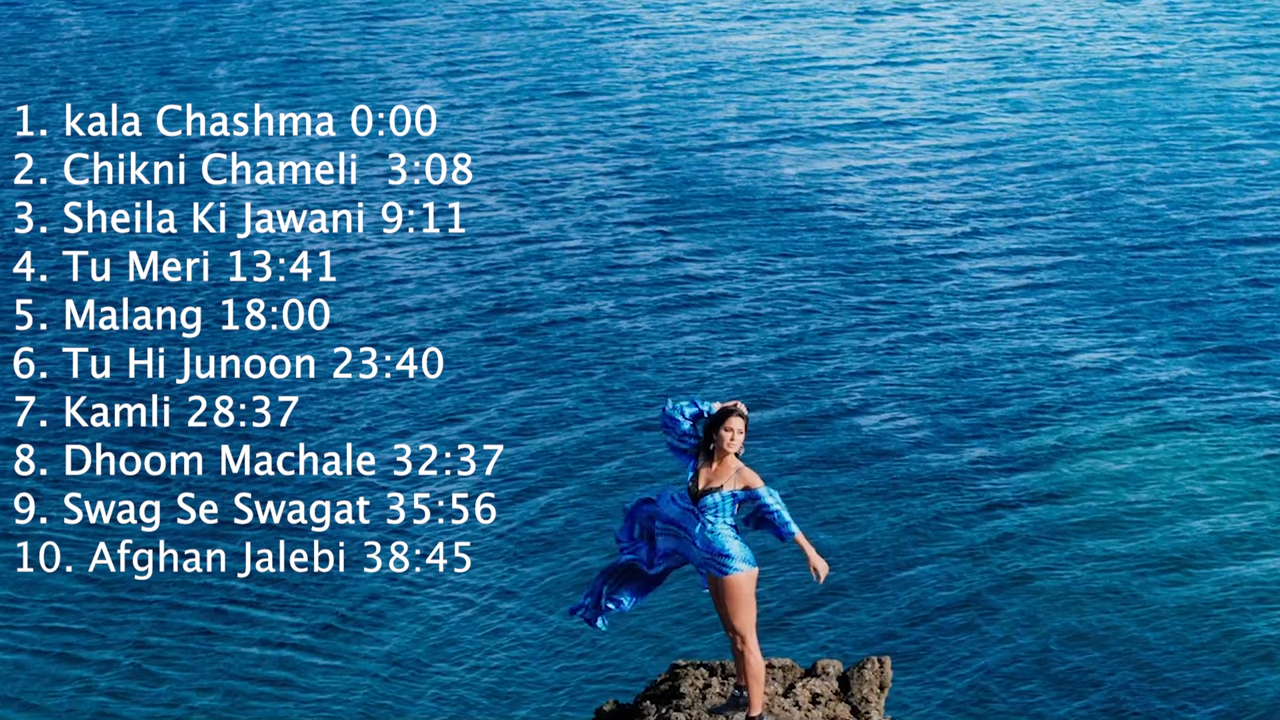 1. kala Chashma 0:00
2. Chikni Chameli  3:08
3. Sheila Ki Jawani 9:11
4. Tu Meri 13:41
5. Malang 18:00
6. Tu Hi Junoon 23:40
7. Kamli 28:37
8. Dhoom Machale 32:37
9. Swag Se Swagat 35:56
10. Afghan Jalebi 38:45